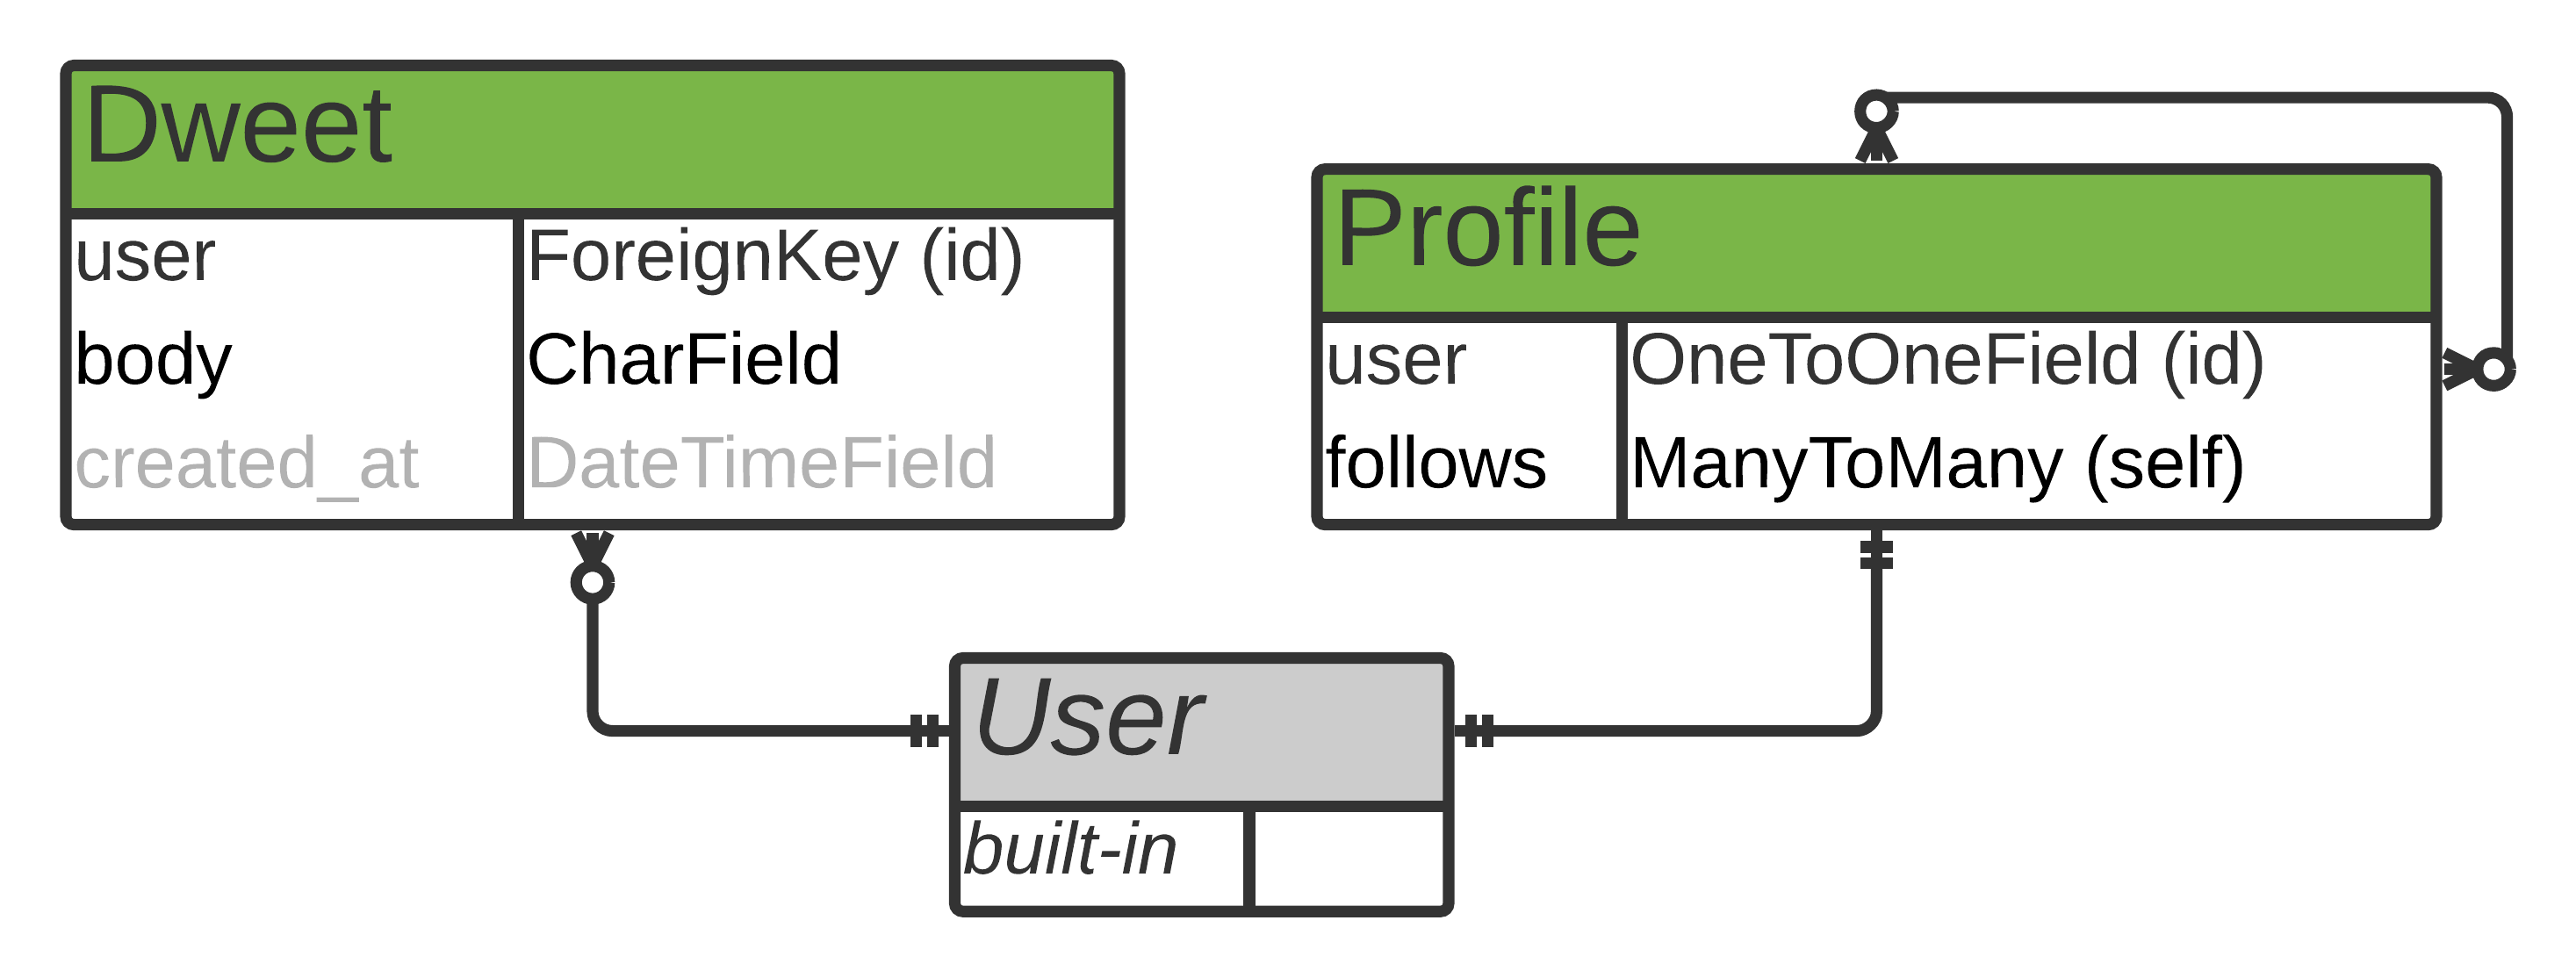 Dweet
user ForeignKey (id)
body CharField
created_at DateTimeField
Profile
user OneToOneField (id)
follows ManyToMany (self)
User
built-in